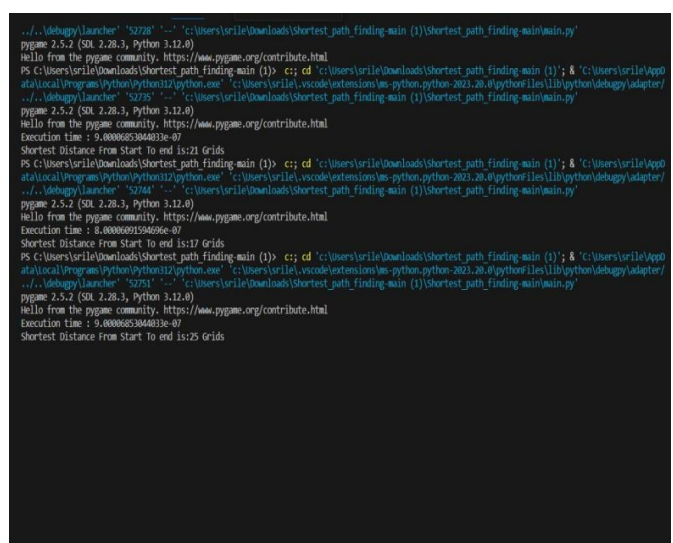 ../..\debugpy\launcher' '52728' '--' 'c:\Users\srile\Downloads\Shortest_path_finding-main (1)\Shortest_path_finding-main\main.py'
pygame 2.5.2 (SDL 2.28.3, Python 3.12.0)
Hello from the pygame community. https://www.pygame.org/contribute.html
PS C:\Users\srile\Downloads\Shortest_path_finding-main (1)> c:; cd 'c:\Users\srile\Downloads\Shortest_path_finding-main (1)'; & 'C:\Users\srile\AppD
ata\Local\Programs\Python\Python312\python.exe' 'c:\Users\srile\.vscode\extensions\ms-python.python-2023.20.0\pythonFiles\lib\python\debugpy\adapter/
../..\debugpy\launcher' '52735' '--' 'c:\Users\srile\Downloads\Shortest_path_finding-main (1)\Shortest_path_finding-main\main.py'
pygame 2.5.2 (SDL 2.28.3, Python 3.12.0)
Hello from the pygame community. https://www.pygame.org/contribute.html
Execution time : 9.00006853044033e-07
Shortest Distance From Start To end is:21 Grids
PS C:\Users\srile\Downloads\Shortest_path_finding-main (1)> c:; cd 'c:\Users\srile\Downloads\Shortest_path_finding-main (1)'; & 'C:\Users\srile\AppD
ata\Local\Programs\Python\Python312\python.exe' 'c:\Users\srile\.vscode\extensions\ms-python.python-2023.20.0\pythonFiles\lib\python\debugpy\adapter/
../..\debugpy\launcher' '52744' '--' 'c:\Users\srile\Downloads\Shortest_path_finding-main (1)\Shortest_path_finding-main\main.py'
pygame 2.5.2 (SDL 2.28.3, Python 3.12.0)
Hello from the pygame community. https://www.pygame.org/contribute.html
Execution time : 8.00006091594696e-07
Shortest Distance From Start To end is:17 Grids
PS C:\Users\srile\Downloads\Shortest_path_finding-main (1)> c:; cd 'c:\Users\srile\Downloads\Shortest_path_finding-main (1)'; & 'C:\Users\srile\AppD
ata\Local\Programs\Python\Python312\python.exe' 'c:\Users\srile\.vscode\extensions\ms-python.python-2023.20.0\pythonFiles\lib\python\debugpy\adapter/
../..\debugpy\launcher' '52751' '--' 'c:\Users\srile\Downloads\Shortest_path_finding-main (1)\Shortest_path_finding-main\main.py'
pygame 2.5.2 (SDL 2.28.3, Python 3.12.0)
Hello from the pygame community. https://www.pygame.org/contribute.html
Execution time : 9.00006853044033e-07
Shortest Distance From Start To end is:25 Grids